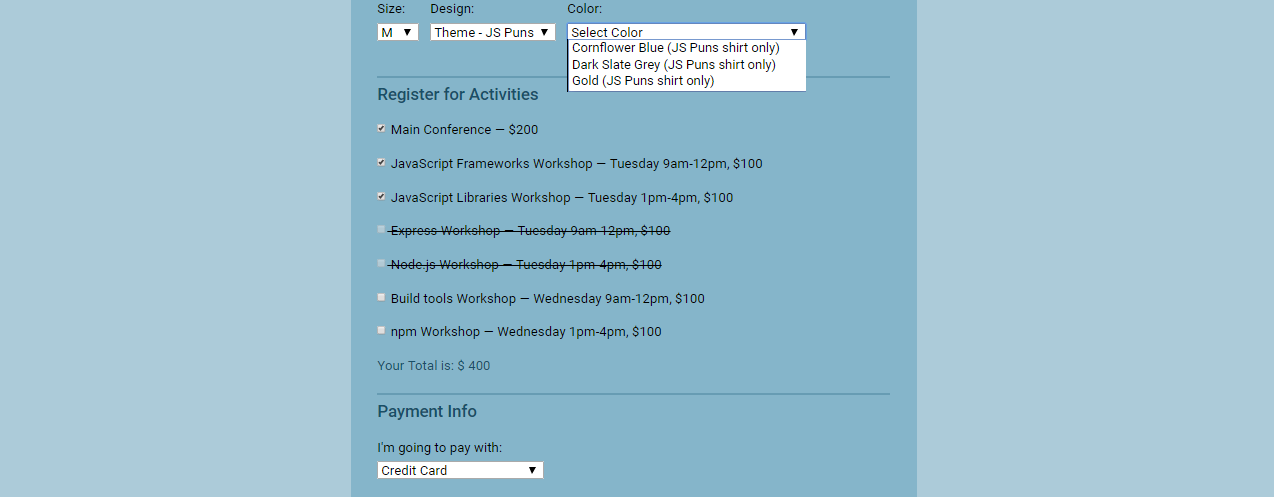 Size: Design: Color:
M Theme - JS Puns Select Color
Cornflower Blue (JS Puns shirt only)
Dark Slate Grey (JS Puns shirt only)
Gold (JS Puns shirt only)
Register for Activities
Main Conference — $200
JavaScript Frameworks Workshop — Tuesday 9am-12pm, $100
JavaScript Libraries Workshop — Tuesday 1pm-4pm, $100
Express Workshop — Tuesday 9am-12pm, $100
Node.js Workshop — Tuesday 1pm-4pm, $100
Build tools Workshop — Wednesday 9am-12pm, $100
npm Workshop — Wednesday 1pm-4pm, $100
Your Total is: $ 400
Payment Info
I'm going to pay with:
Credit Card